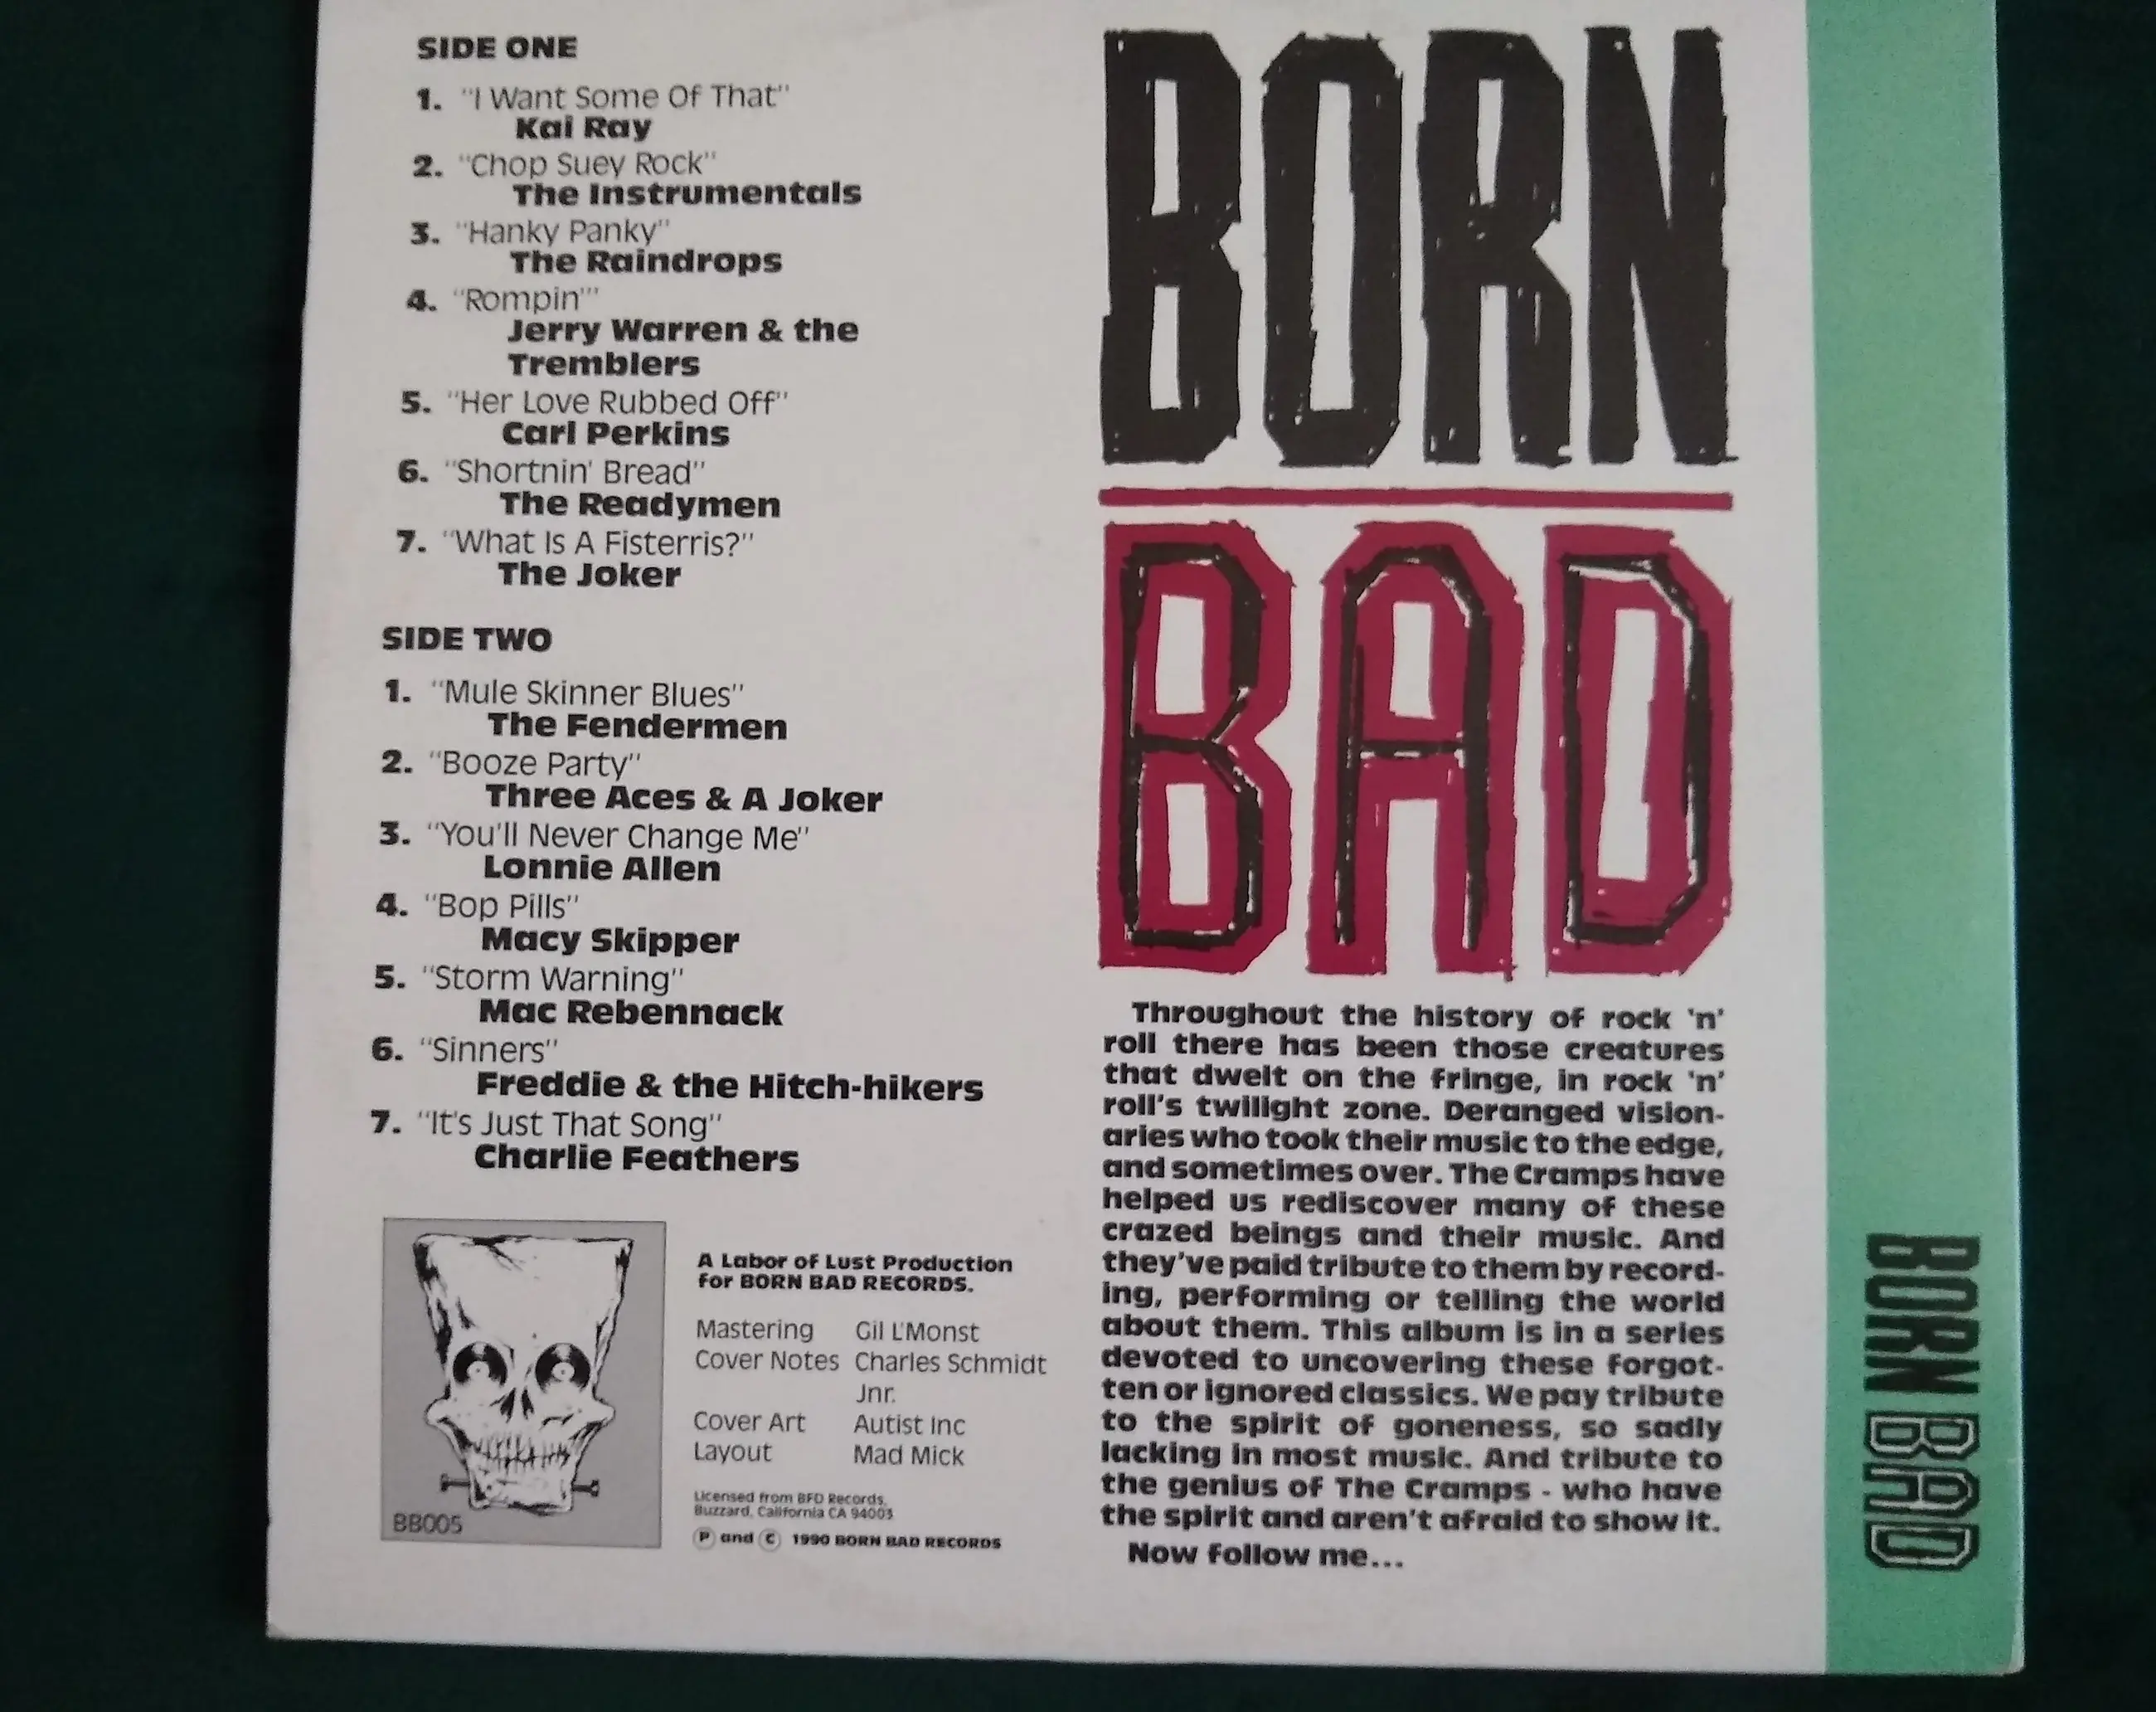 SIDE ONE
1. "I Want Some Of That"
Kai Ray
2. "Chop Suey Rock"
The Instrumentals
3. "Hanky Panky"
The Raindrops
4. "Rompin'"
Jerry Warren & the
Tremblers
5. "Her Love Rubbed Off"
Carl Perkins
6. "Shortnin' Bread"
The Readymen
7. "What Is A Fisterris?"
The Joker
SIDE TWO
1. "Mule Skinner Blues"
The Fendermen
2. "Booze Party"
Three Aces & A Joker
3. "You'll Never Change Me"
Lonnie Allen
4. "Bop Pills"
Macy Skipper
5. "Storm Warning"
Mac Rebennack
6. "Sinners"
Freddie & the Hitch-hikers
7. "It's Just That Song"
Charlie Feathers
BB005
A Labor of Lust Production
for BORN BAD RECORDS.
Mastering Gil L'Monst
Cover Notes Charles Schmidt
Jnr.
Cover Art Autist Inc
Layout Mad Mick
Licensed from BFD Records,
Buzzard, California CA 94003
P and C 1990 BORN BAD RECORDS
BORN
BAD
Throughout the history of rock 'n'
roll there has been those creatures
that dwelt on the fringe, in rock 'n'
roll's twilight zone. Deranged vision-
aries who took their music to the edge,
and sometimes over. The Cramps have
helped us rediscover many of these
crazed beings and their music. And
they've paid tribute to them by record-
ing, performing or telling the world
about them. This album is in a series
devoted to uncovering these forgot-
ten or ignored classics. We pay tribute
to the spirit of goneness, so sadly
lacking in most music. And tribute to
the genius of The Cramps - who have
the spirit and aren't afraid to show it.
Now follow me...
BORN BAD